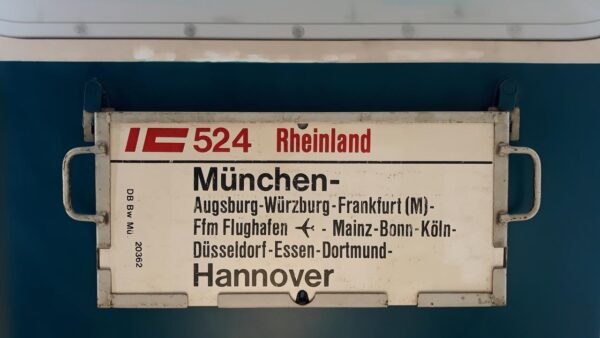 IC 524 Rheinland
München-
Augsburg-Würzburg-Frankfurt (M)-
Ffm Flughafen ✈ - Mainz-Bonn-Köln-
Düsseldorf-Essen-Dortmund-
Hannover
DB Bw Mü 20362